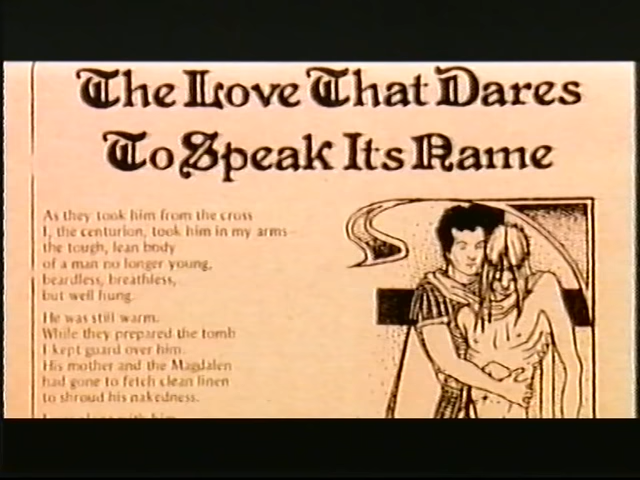 The Love That Dares
To Speak Its Name
As they took him from the cross
I, the centurion, took him in my arms-
the tough, lean body
of a man no longer young,
beardless, breathless,
but well hung.
He was still warm.
While they prepared the tomb
I kept guard over him.
His mother and the Magdalen
had gone to fetch clean linen
to shroud his nakedness.